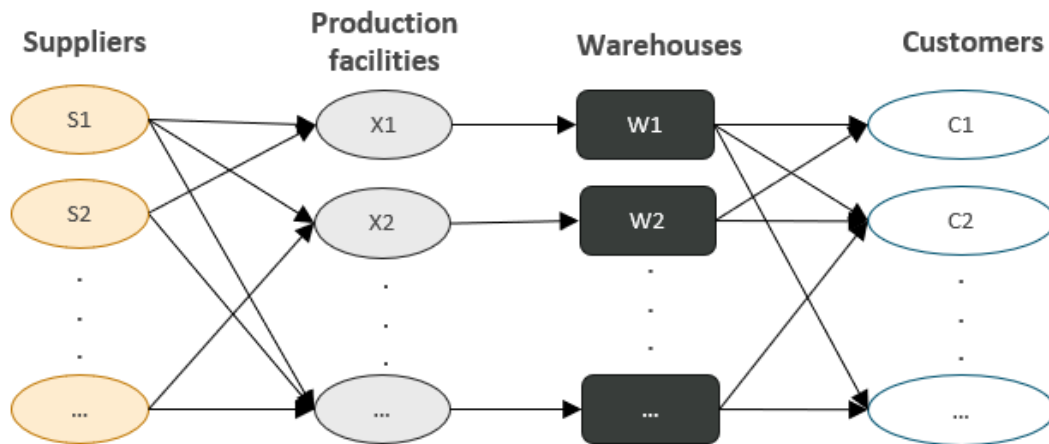 Suppliers
Production
facilities
Warehouses
Customers
S1
X1
W1
C1
S2
X2
W2
C2
...
...
...
...